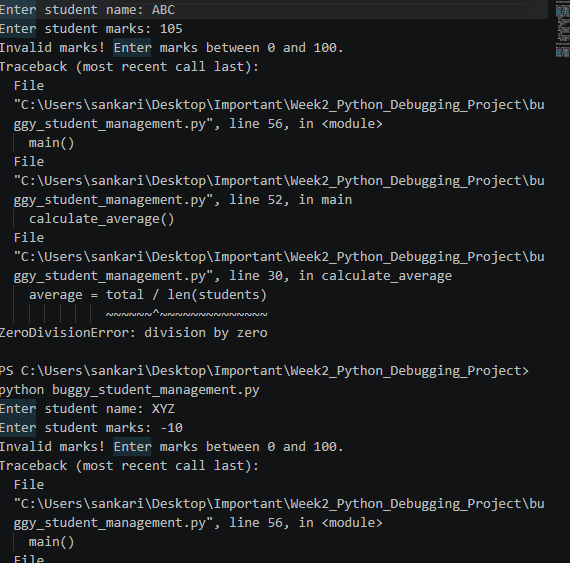 Enter student name: ABC
Enter student marks: 105
Invalid marks! Enter marks between 0 and 100.
Traceback (most recent call last):
  File
"C:\Users\sankari\Desktop\Important\Week2_Python_Debugging_Project\bu
ggy_student_management.py", line 56, in <module>
    main()
  File
"C:\Users\sankari\Desktop\Important\Week2_Python_Debugging_Project\bu
ggy_student_management.py", line 52, in main
    calculate_average()
  File
"C:\Users\sankari\Desktop\Important\Week2_Python_Debugging_Project\bu
ggy_student_management.py", line 30, in calculate_average
    average = total / len(students)
              ~~~~~~^~~~~~~~~~~~~~~
ZeroDivisionError: division by zero
PS C:\Users\sankari\Desktop\Important\Week2_Python_Debugging_Project>
python buggy_student_management.py
Enter student name: XYZ
Enter student marks: -10
Invalid marks! Enter marks between 0 and 100.
Traceback (most recent call last):
  File
"C:\Users\sankari\Desktop\Important\Week2_Python_Debugging_Project\bu
ggy_student_management.py", line 56, in <module>
    main()
  File